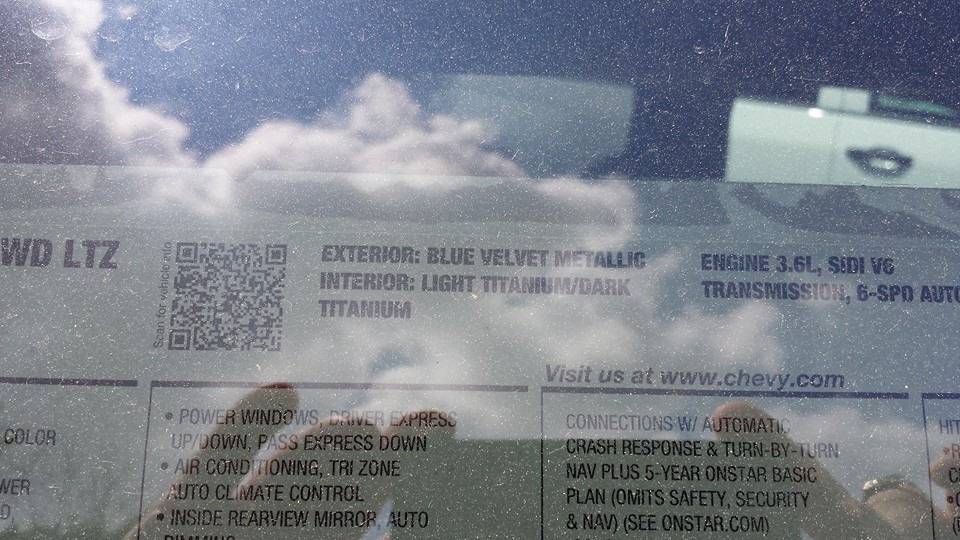 WD LTZ
Scan for vehicle info
EXTERIOR: BLUE VELVET METALLIC
INTERIOR: LIGHT TITANIUM/DARK
TITANIUM
ENGINE 3.6L, SIDI V6
TRANSMISSION, 6-SPD AUTO
Visit us at www.chevy.com
COLOR
WER
• POWER WINDOWS, DRIVER EXPRESS
UP/DOWN, PASS EXPRESS DOWN
• AIR CONDITIONING, TRI ZONE
AUTO CLIMATE CONTROL
• INSIDE REARVIEW MIRROR, AUTO
DIMMING
CONNECTIONS W/ AUTOMATIC
CRASH RESPONSE & TURN-BY-TURN
NAV PLUS 5-YEAR ONSTAR BASIC
PLAN (OMITS SAFETY, SECURITY
& NAV) (SEE ONSTAR.COM)
HIT